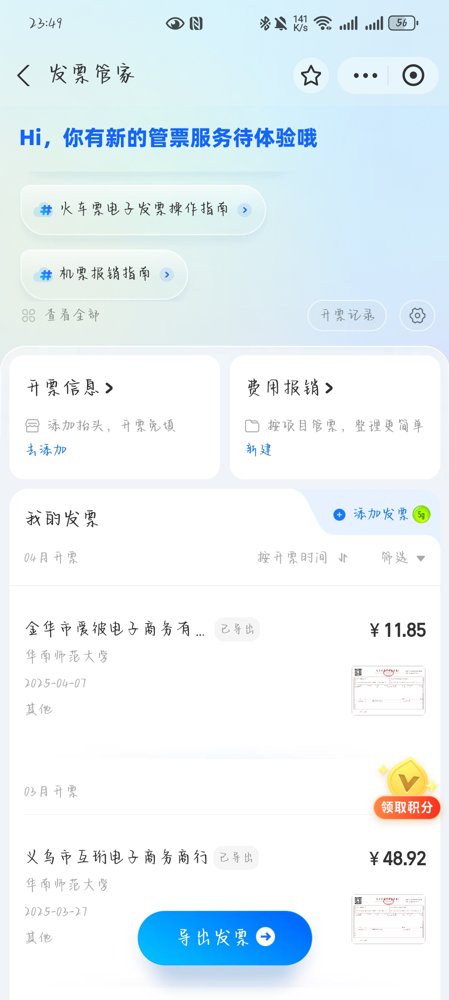 23:49
141
K/s
56
发票管家
Hi，你有新的管票服务待体验哦
# 火车票电子发票操作指南
# 机票报销指南
查看全部
开票记录
开票信息
费用报销
添加抬头，开票免填
按项目管票，整理更简单
去添加
新建
我的发票
添加发票 5g
04月开票
按开票时间
筛选
金华市爱彼电子商务有...
已导出
¥ 11.85
华南师范大学
2025-04-07
其他
03月开票
领取积分
义乌市互珩电子商务商行
已导出
¥ 48.92
华南师范大学
2025-03-27
其他
导出发票